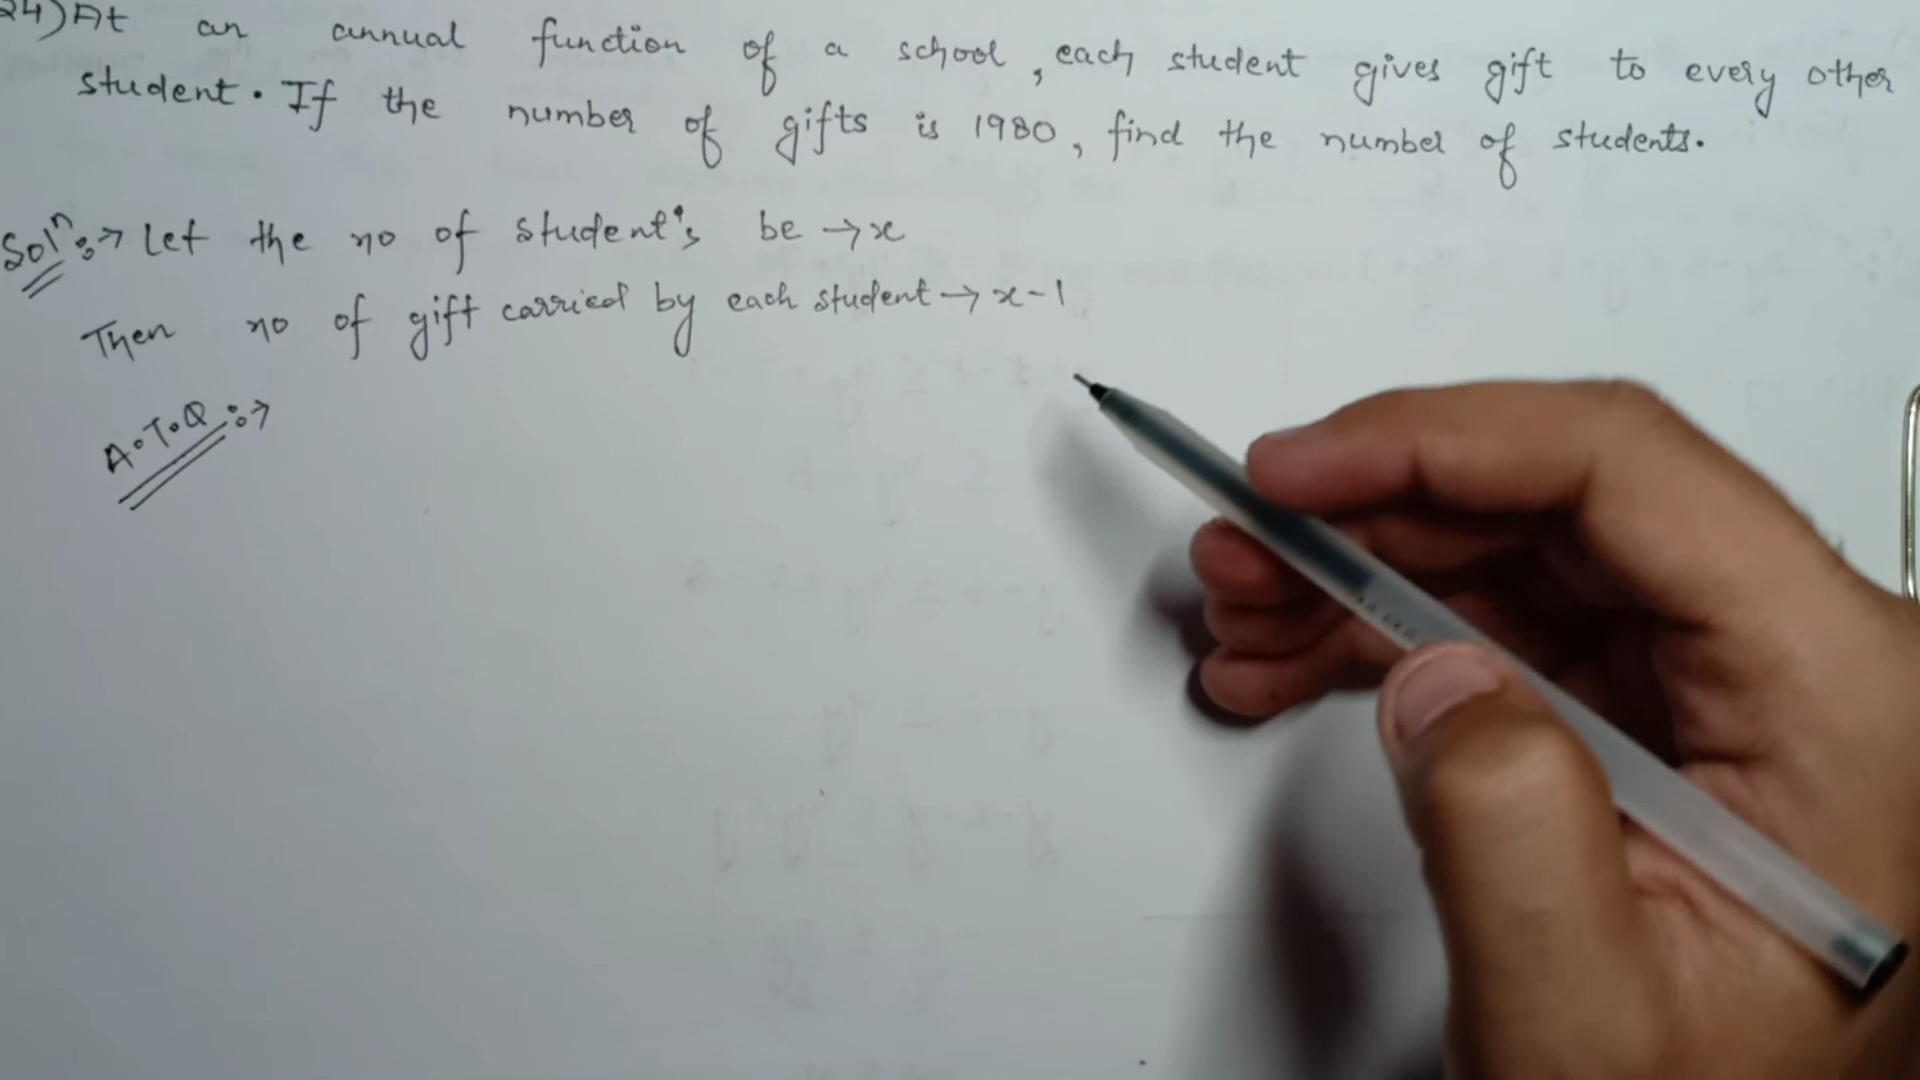 24) At an annual function of a school, each student gives gift to every other
student. If the number of gifts is 1980, find the number of students.
Solⁿ:→ Let the no of student's be → x
Then no of gift carried by each student → x-1
A.T.Q :→